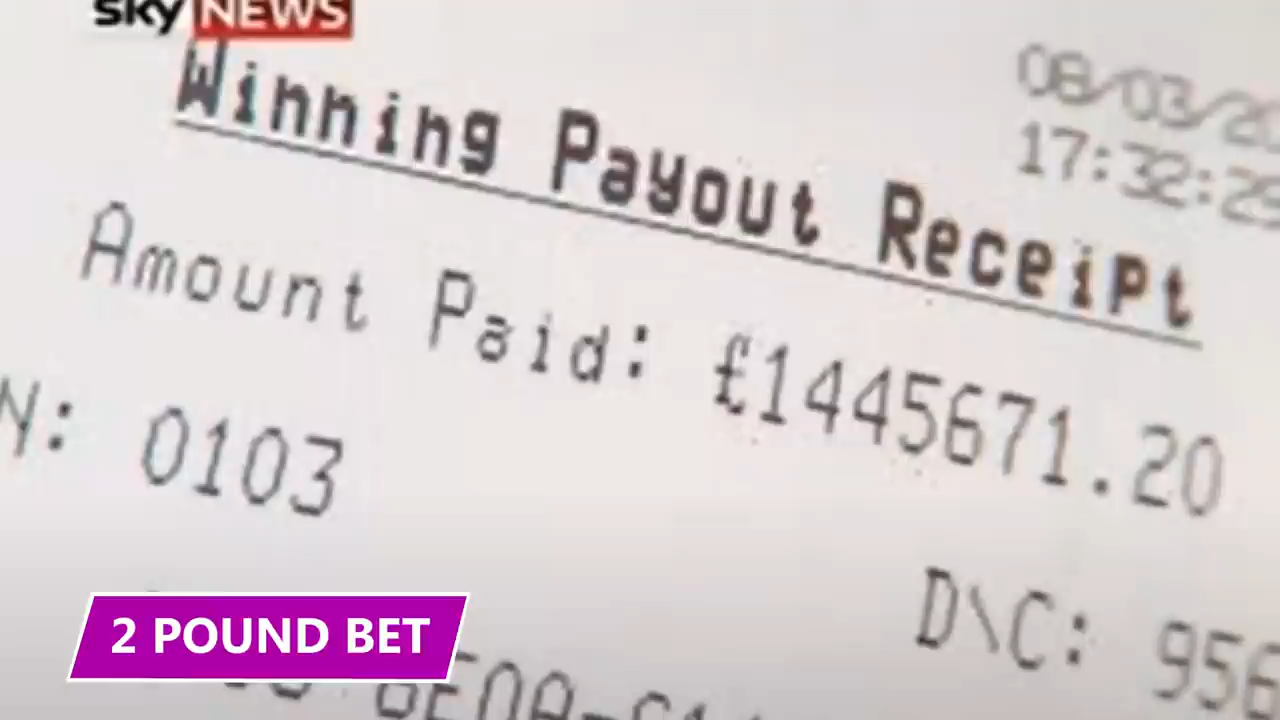 sky NEWS
08/03/20
17:32:29
Winning Payout Receipt
Amount Paid: £1445671.20
N: 0103
D\C: 956
2 POUND BET